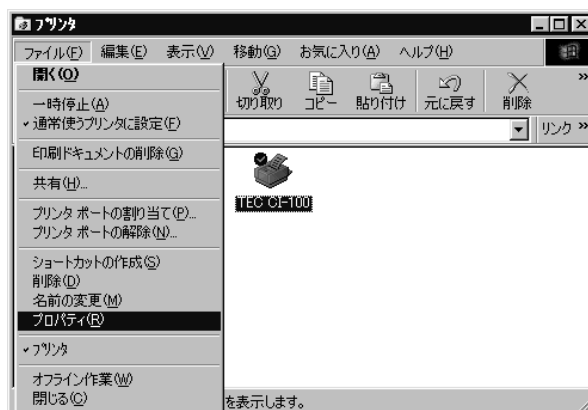 プリンタ
ファイル(F) 編集(E) 表示(V) 移動(G) お気に入り(A) ヘルプ(H)
開く(O)
一時停止(A)
通常使うプリンタに設定(F)
印刷ドキュメントの削除(G)
共有(H)...
プリンタ ポートの割り当て(P)...
プリンタ ポートの解除(N)...
ショートカットの作成(S)
削除(D)
名前の変更(M)
プロパティ(R)
プリンタ
オフライン作業(W)
閉じる(C)
切り取り コピー 貼り付け 元に戻す 削除 »
リンク »
TEC CI-100
を表示します。